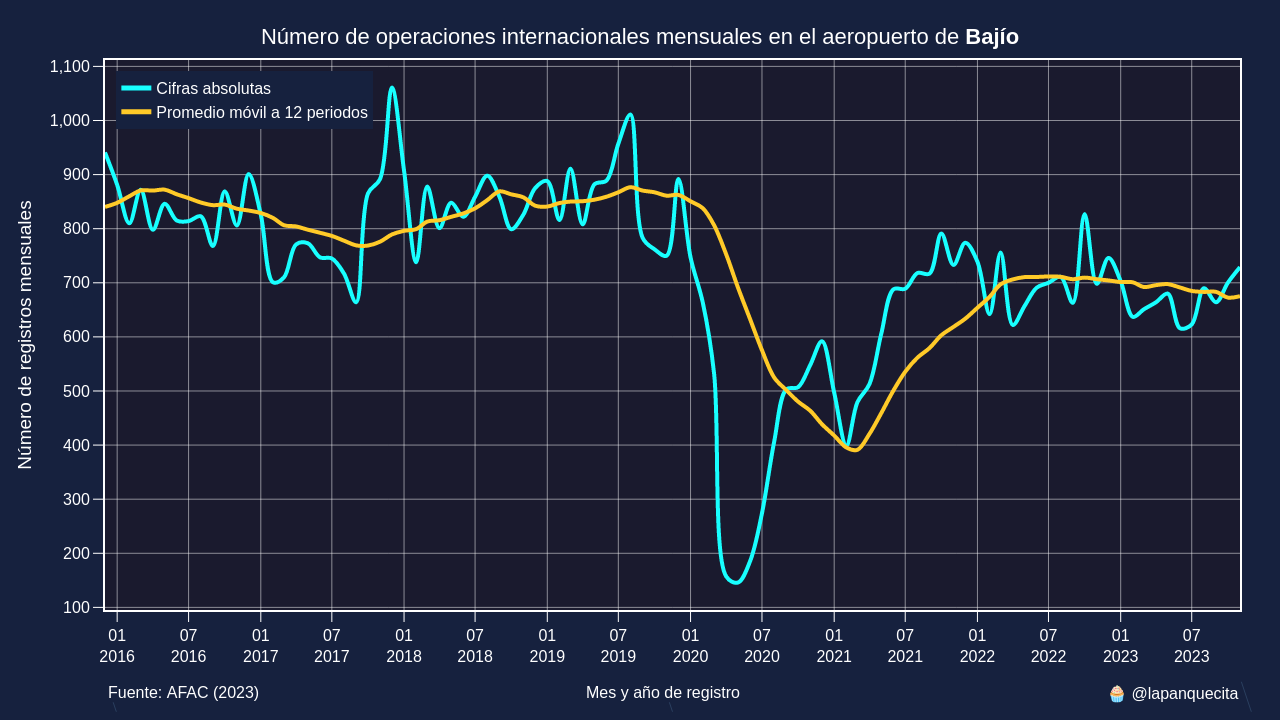 Número de operaciones internacionales mensuales en el aeropuerto de Bajío
Cifras absolutas
Promedio móvil a 12 periodos
Número de registros mensuales
1,100
1,000
900
800
700
600
500
400
300
200
100
01 07 01 07 01 07 01 07 01 07 01 07 01 07 01 07
2016 2016 2017 2017 2018 2018 2019 2019 2020 2020 2021 2021 2022 2022 2023 2023
Fuente: AFAC (2023)
Mes y año de registro
🧁 @lapanquecita